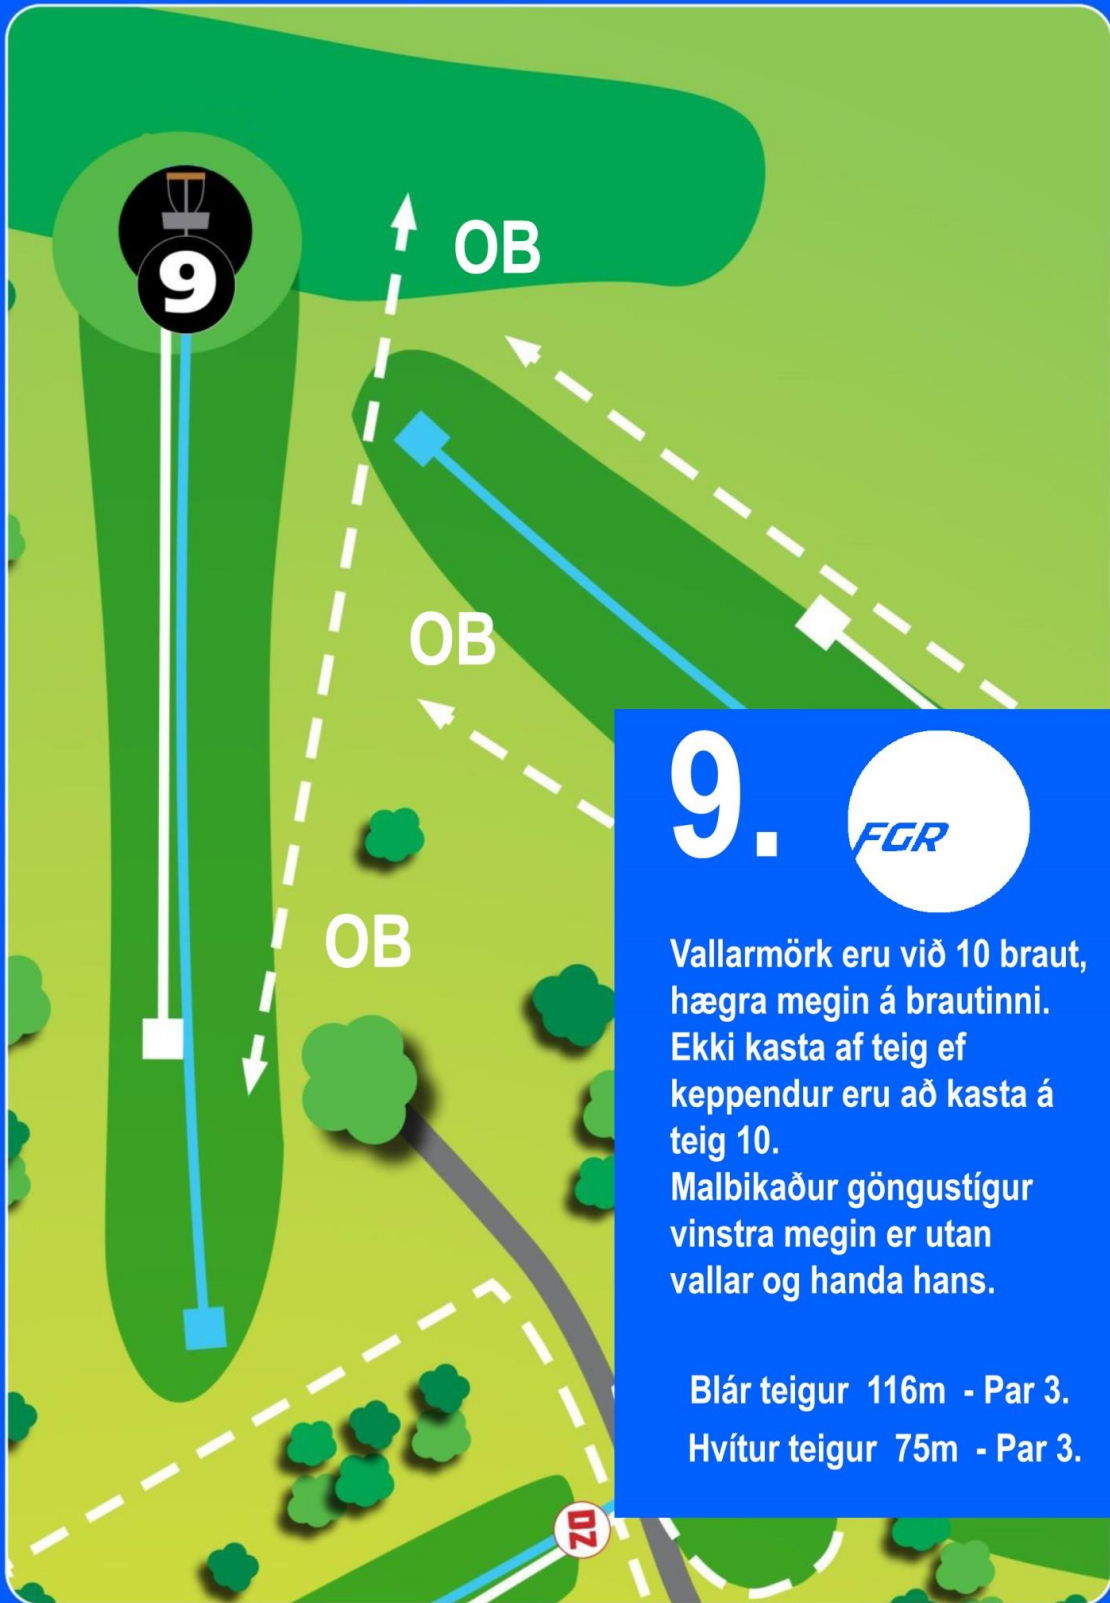 9
OB
OB
OB
9.
FGR
Vallarmörk eru við 10 braut,
hægra megin á brautinni.
Ekki kasta af teig ef
keppendur eru að kasta á
teig 10.
Malbikaður göngustígur
vinstra megin er utan
vallar og handa hans.
Blár teigur 116m - Par 3.
Hvítur teigur 75m - Par 3.
DZ